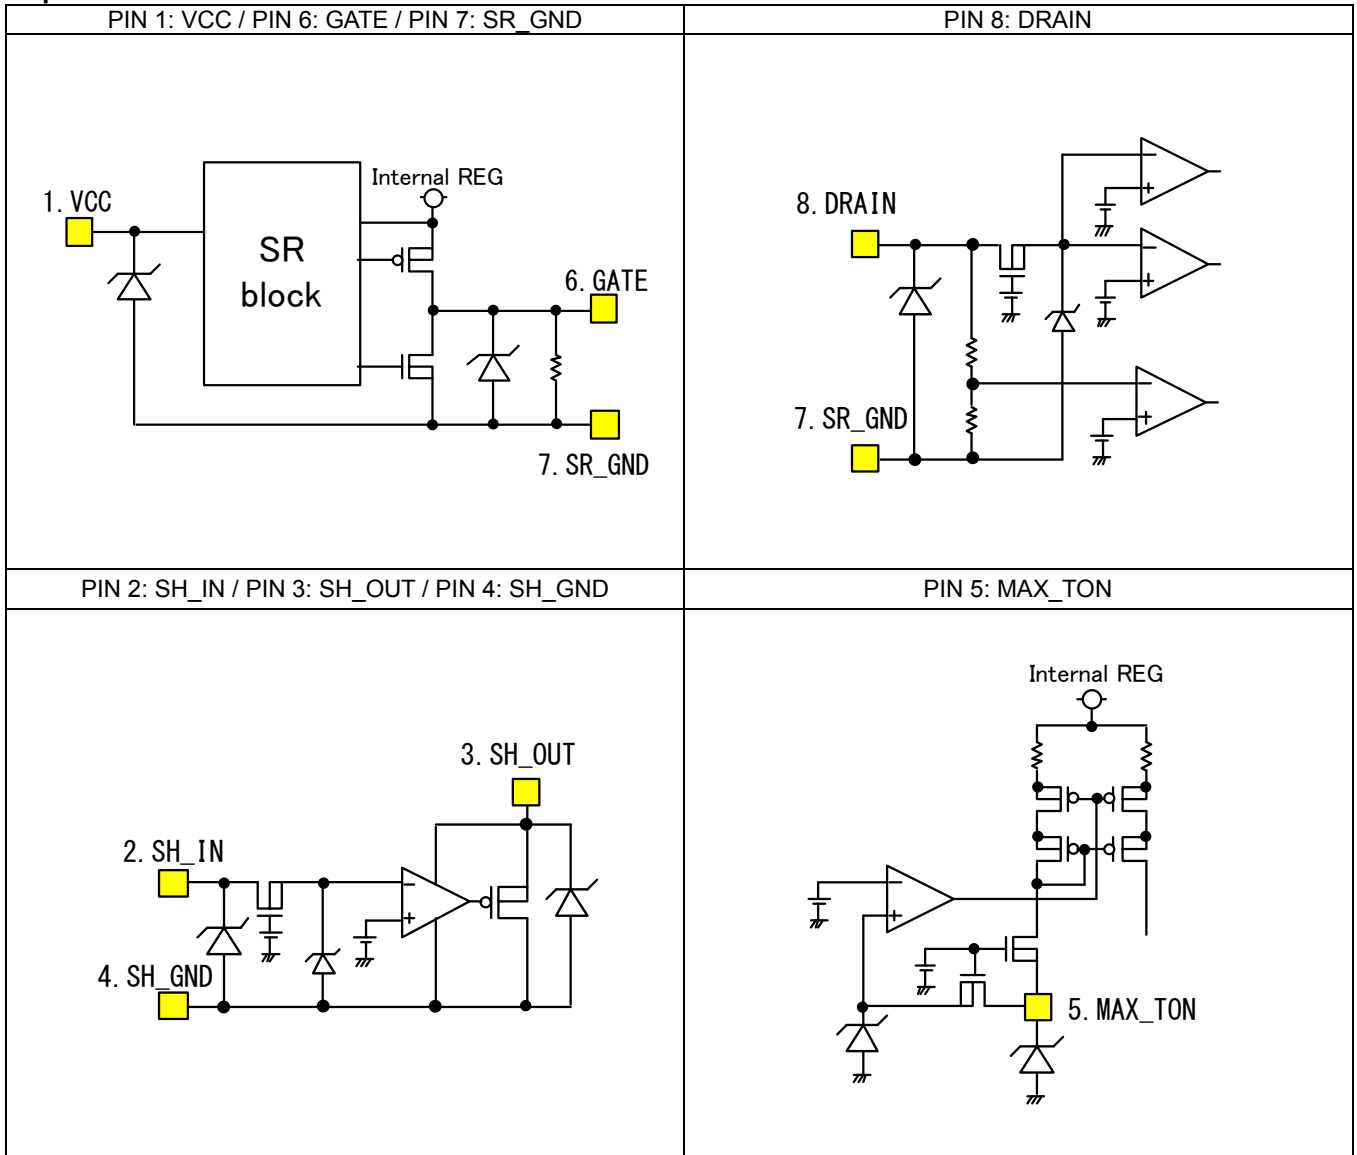 PIN 1: VCC / PIN 6: GATE / PIN 7: SR_GND
PIN 8: DRAIN
1. VCC
SR
block
Internal REG
6. GATE
7. SR_GND
8. DRAIN
7. SR_GND
PIN 2: SH_IN / PIN 3: SH_OUT / PIN 4: SH_GND
PIN 5: MAX_TON
3. SH_OUT
2. SH_IN
4. SH_GND
Internal REG
5. MAX_TON